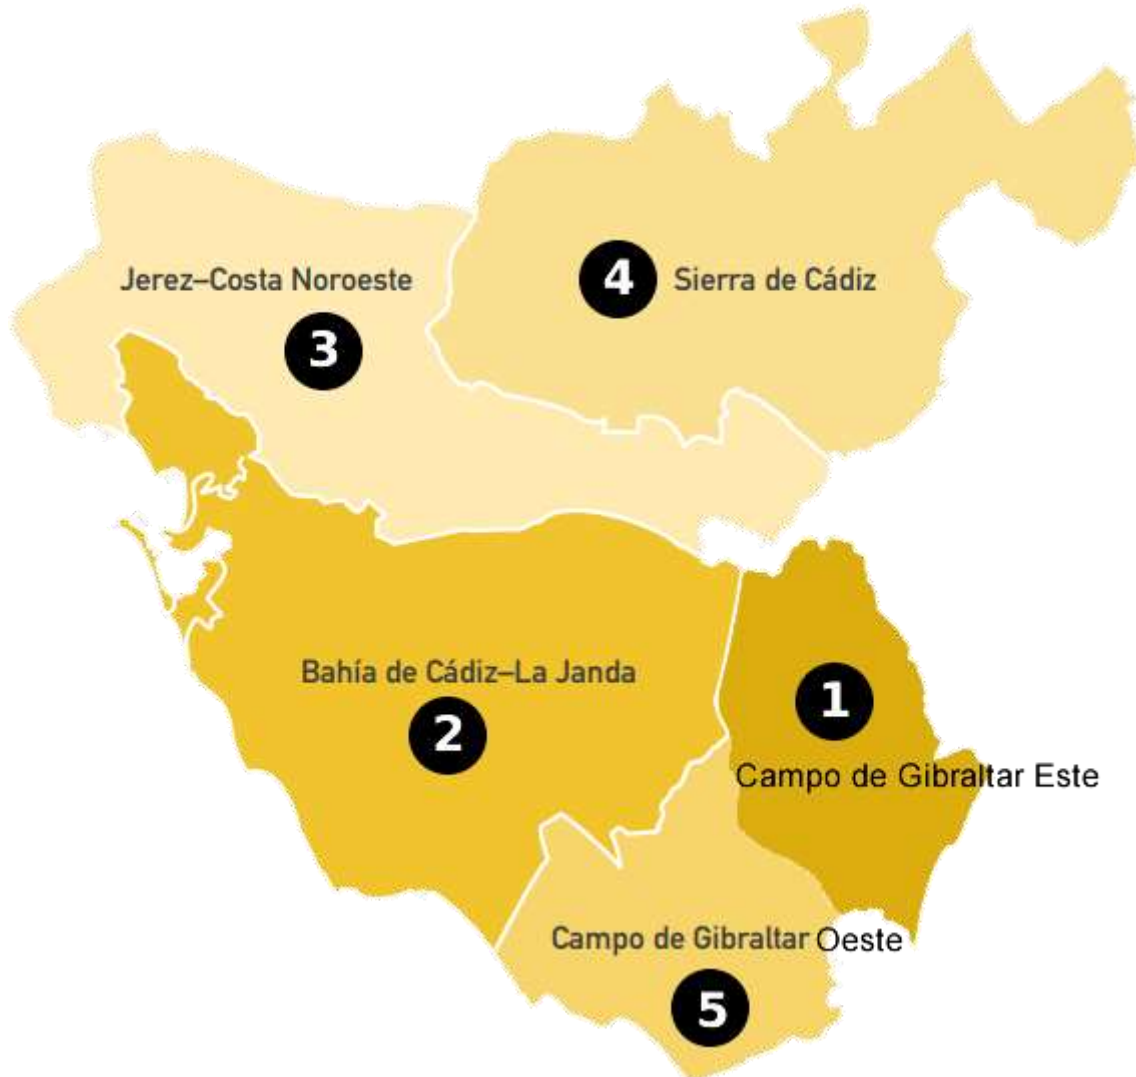 4 Sierra de Cádiz
Jerez–Costa Noroeste
3
Bahía de Cádiz–La Janda
2
1
Campo de Gibraltar Este
Campo de Gibraltar Oeste
5